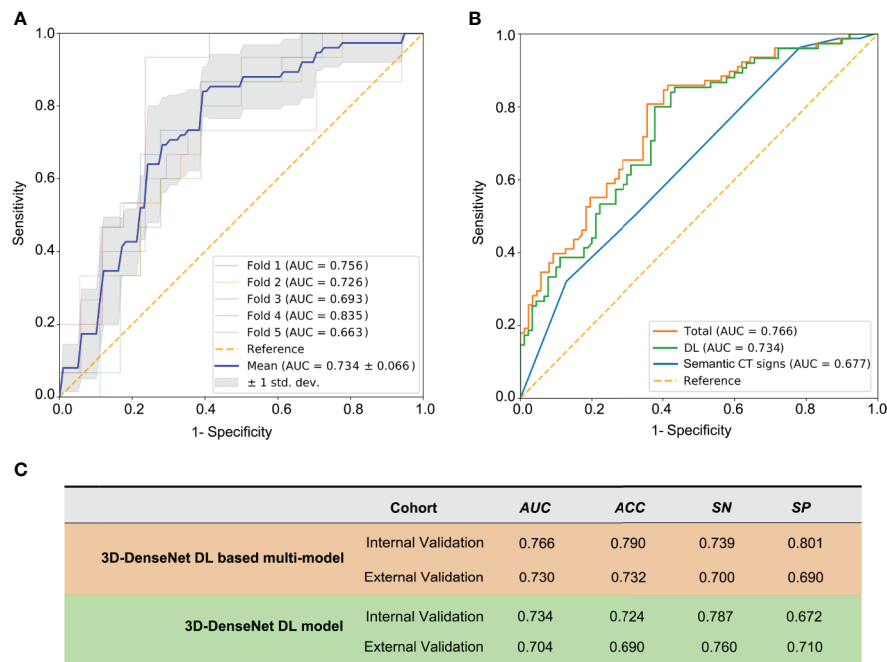 A
1.0
0.8
0.6
0.4
0.2
0.0
0.0
0.2
0.4
0.6
0.8
1.0
Sensitivity
1- Specificity
Fold 1 (AUC = 0.756)
Fold 2 (AUC = 0.726)
Fold 3 (AUC = 0.693)
Fold 4 (AUC = 0.835)
Fold 5 (AUC = 0.663)
Reference
Mean (AUC = 0.734 ± 0.066)
± 1 std. dev.
B
1.0
0.8
0.6
0.4
0.2
0.0
0.0
0.2
0.4
0.6
0.8
1.0
Sensitivity
1- Specificity
Total (AUC = 0.766)
DL (AUC = 0.734)
Semantic CT signs (AUC = 0.677)
Reference
C
Cohort AUC ACC SN SP
3D-DenseNet DL based multi-model
Internal Validation 0.766 0.790 0.739 0.801
External Validation 0.730 0.732 0.700 0.690
3D-DenseNet DL model
Internal Validation 0.734 0.724 0.787 0.672
External Validation 0.704 0.690 0.760 0.710